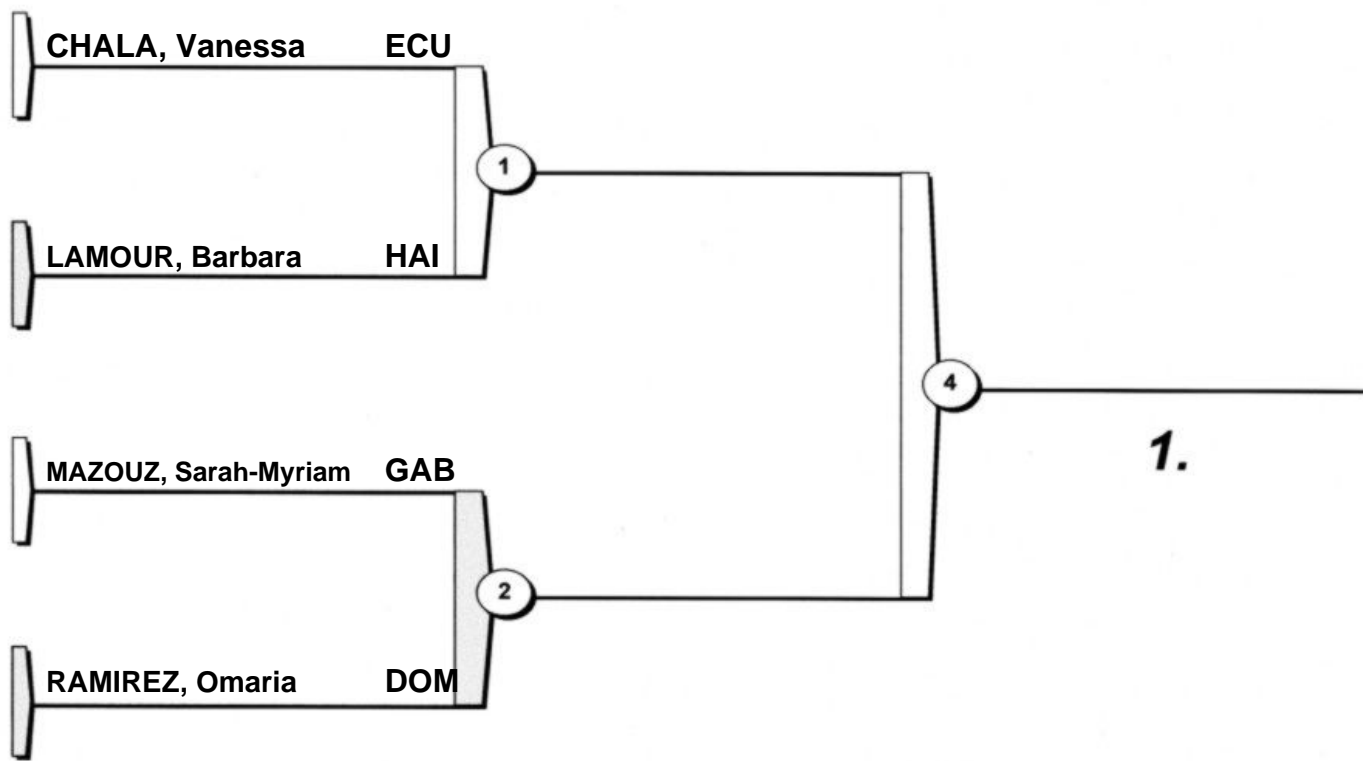 CHALA, Vanessa ECU
1
LAMOUR, Barbara HAI
4
1.
MAZOUZ, Sarah-Myriam GAB
2
RAMIREZ, Omaria DOM